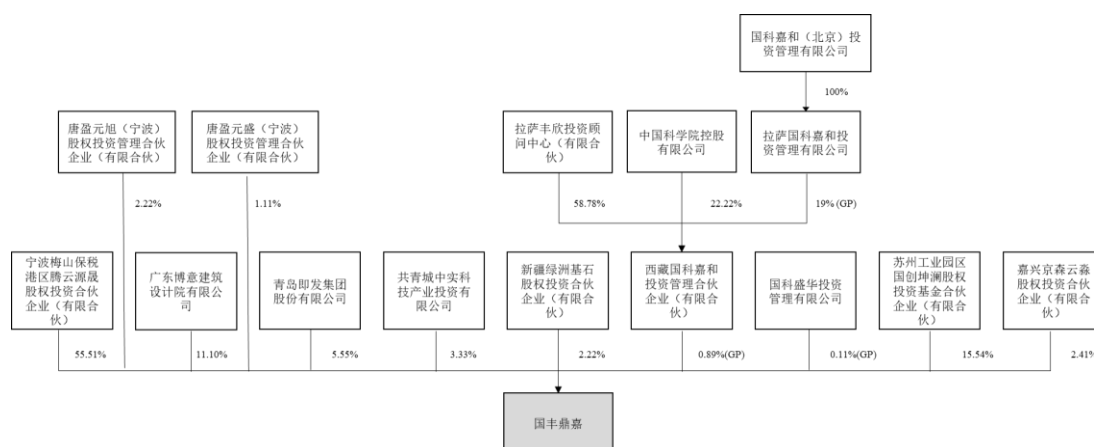 国科嘉和（北京）投
资管理有限公司
100%
唐盈元旭（宁波）
股权投资管理合伙
企业（有限合伙）
唐盈元盛（宁波）
股权投资管理合伙
企业（有限合伙）
拉萨丰欣投资顾
问中心（有限合
伙）
中国科学院控股
有限公司
拉萨国科嘉和投
资管理有限公司
2.22%
1.11%
58.78%
22.22%
19% (GP)
宁波梅山保税
港区腾云源晟
股权投资合伙
企业（有限合
伙）
广东博意建筑
设计院有限公
司
青岛即发集团
股份有限公司
共青城中实科
技产业投资有
限公司
新疆绿洲基石
股权投资合伙
企业（有限合
伙）
西藏国科嘉和
投资管理合伙
企业（有限合
伙）
国科盛华投资
管理有限公司
苏州工业园区
国创坤澜股权
投资基金合伙
企业（有限合
伙）
嘉兴京森云淼
股权投资合伙
企业（有限合
伙）
55.51%
11.10%
5.55%
3.33%
2.22%
0.89%(GP)
0.11%(GP)
15.54%
2.41%
国丰鼎嘉